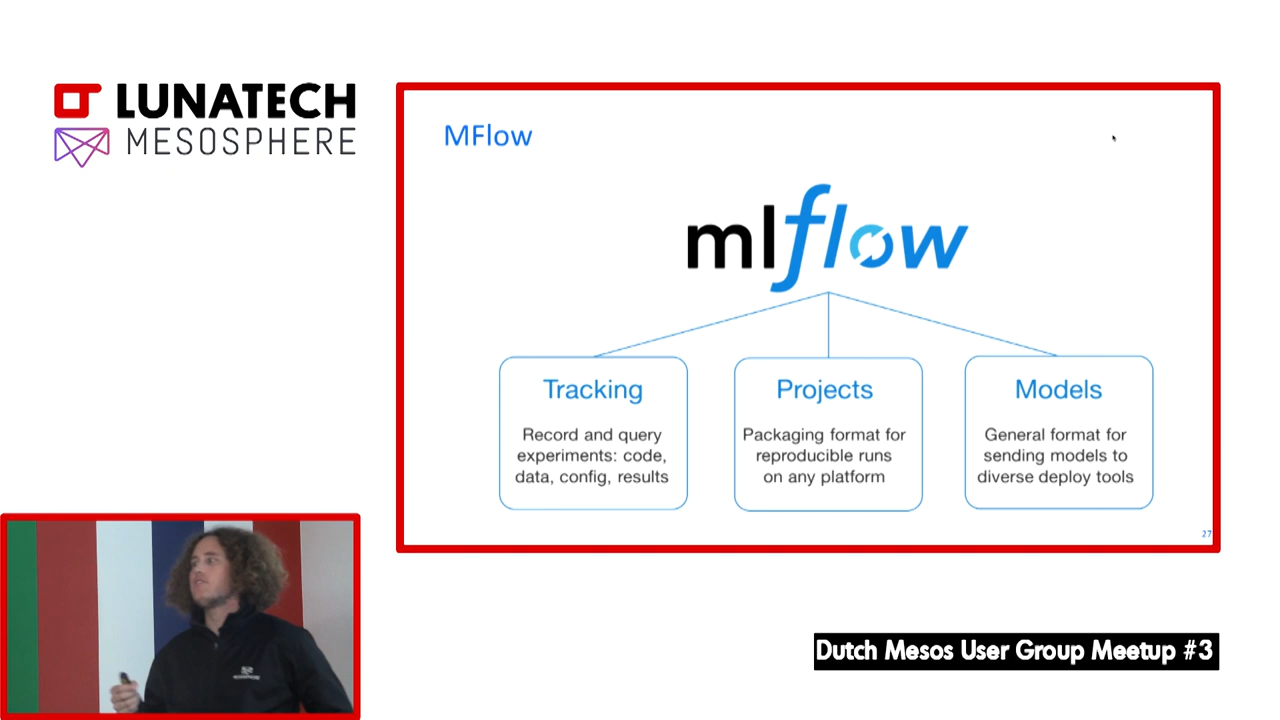 LUNATECH
MESOSPHERE
MFlow
mlflow
Tracking
Record and query
experiments: code,
data, config, results
Projects
Packaging format for
reproducible runs
on any platform
Models
General format for
sending models to
diverse deploy tools
27
MESOSPHERE
Dutch Mesos User Group Meetup #3